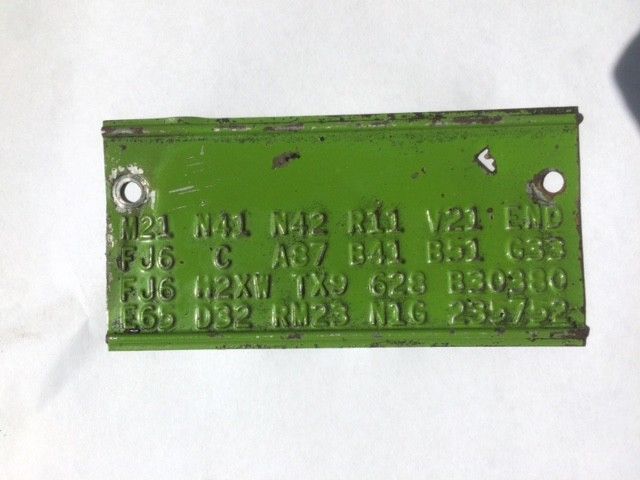 M21 N41 N42 R11 V21 END
FJ6 C A87 B41 B51 G33
FJ6 H2XW TX9 628 B30380
E65 D32 RM23 N1G 235752